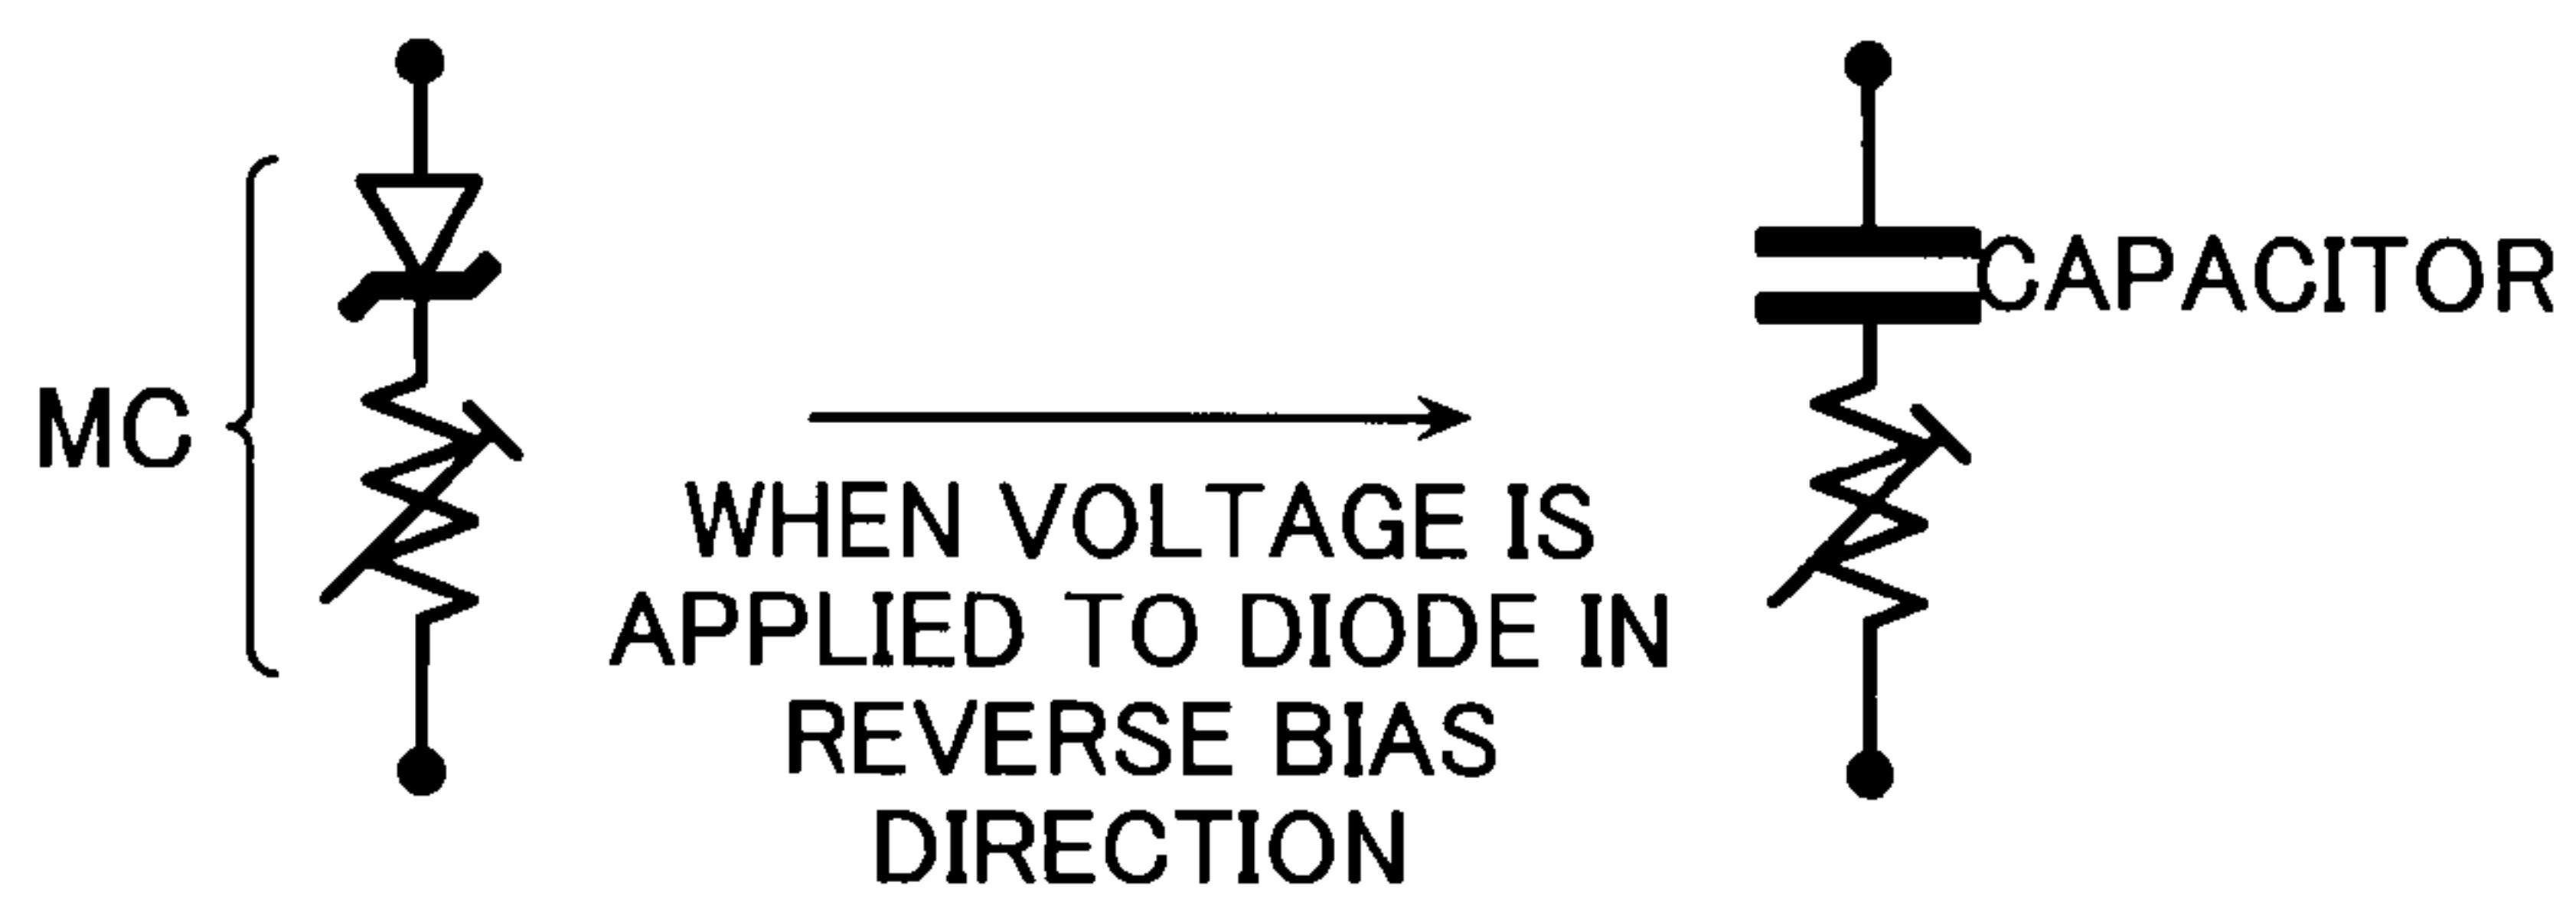 MC
CAPACITOR
WHEN VOLTAGE IS
APPLIED TO DIODE IN
REVERSE BIAS
DIRECTION